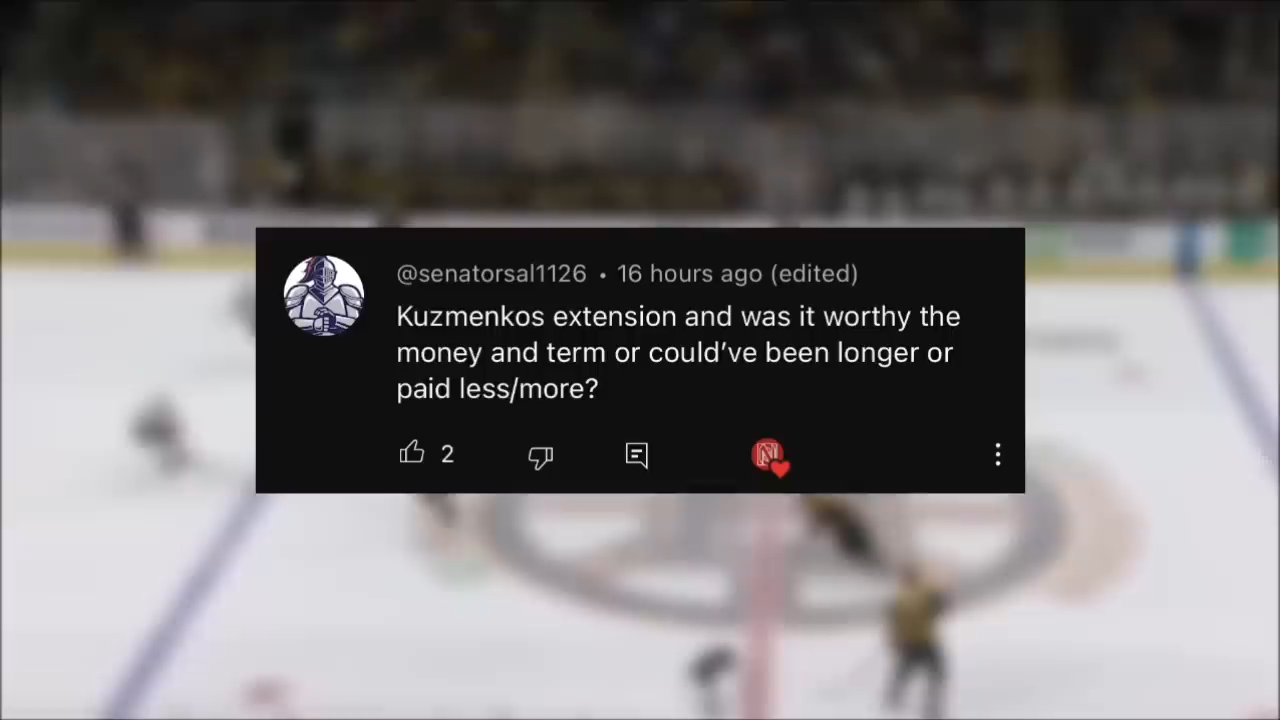 @senatorsal1126 • 16 hours ago (edited)
Kuzmenkos extension and was it worthy the
money and term or could’ve been longer or
paid less/more?
2
N